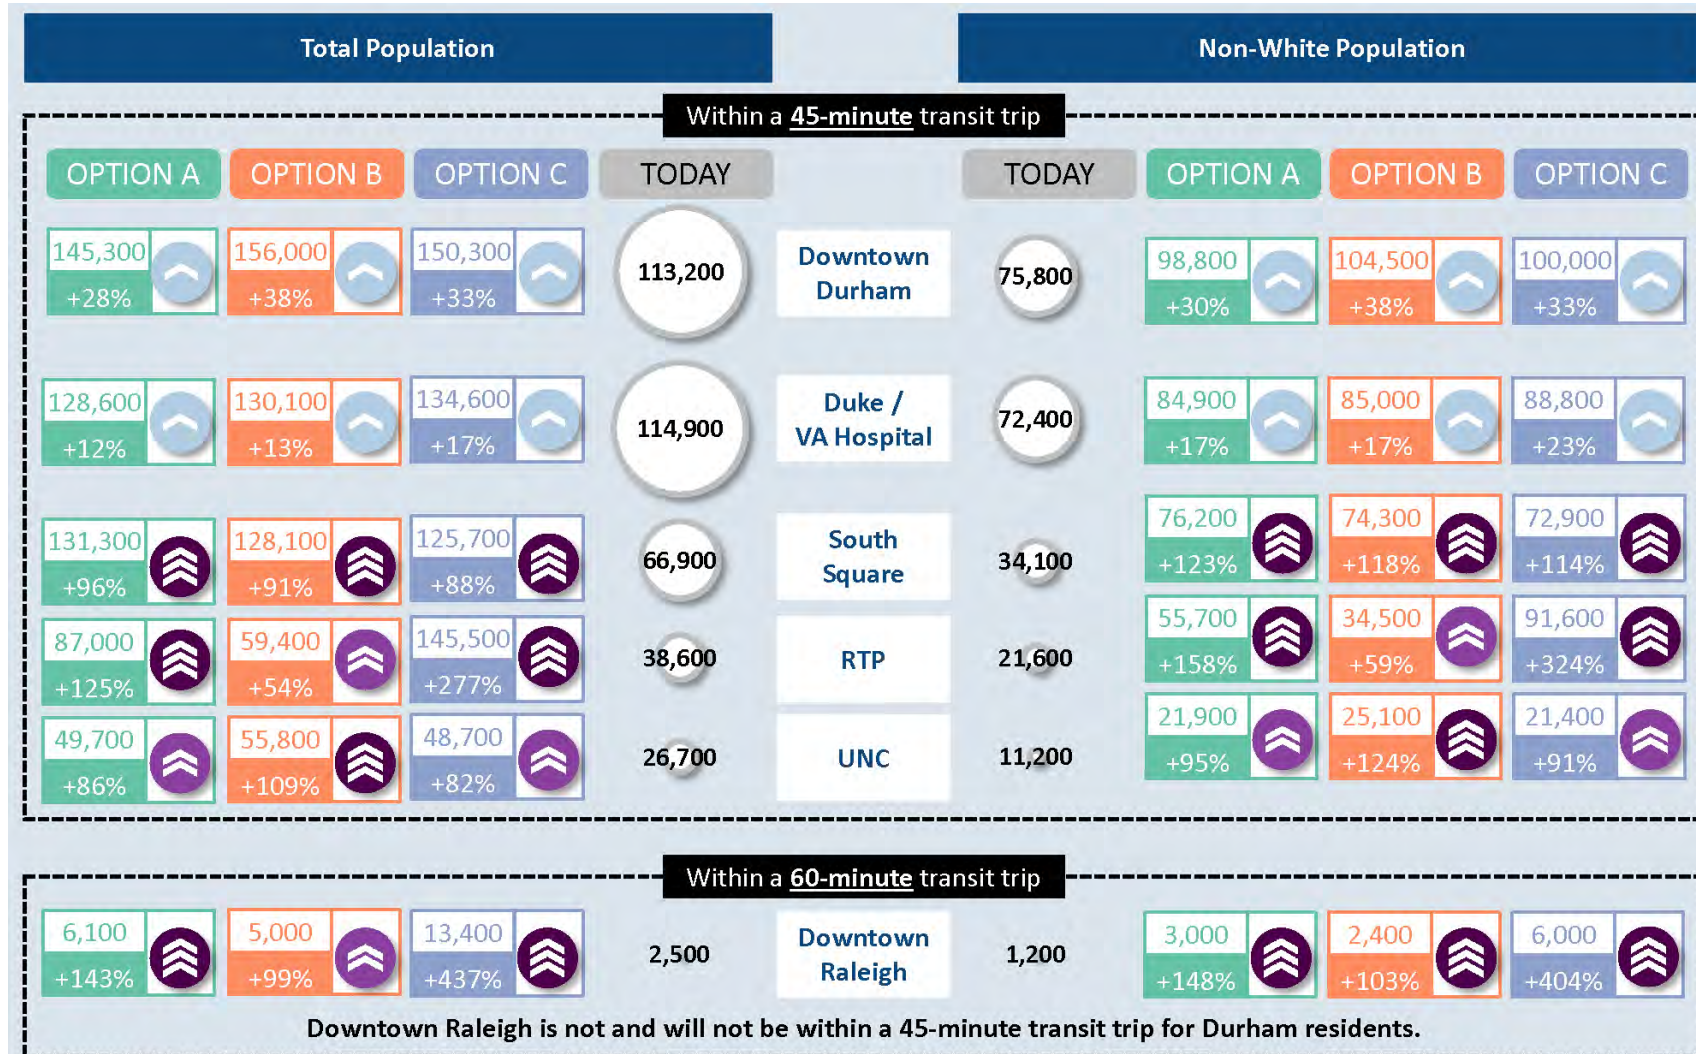 Total Population
Non-White Population
Within a 45-minute transit trip
OPTION A OPTION B OPTION C TODAY TODAY OPTION A OPTION B OPTION C
145,300 156,000 150,300 113,200 Downtown 75,800 98,800 104,500 100,000
+28% +38% +33% Durham +30% +38% +33%
128,600 130,100 134,600 114,900 Duke / 72,400 84,900 85,000 88,800
+12% +13% +17% VA Hospital +17% +17% +23%
131,300 128,100 125,700 66,900 South 34,100 76,200 74,300 72,900
+96% +91% +88% Square +123% +118% +114%
87,000 59,400 145,500 38,600 RTP 21,600 55,700 34,500 91,600
+125% +54% +277% +158% +59% +324%
49,700 55,800 48,700 26,700 UNC 11,200 21,900 25,100 21,400
+86% +109% +82% +95% +124% +91%
Within a 60-minute transit trip
6,100 5,000 13,400 2,500 Downtown 1,200 3,000 2,400 6,000
+143% +99% +437% Raleigh +148% +103% +404%
Downtown Raleigh is not and will not be within a 45-minute transit trip for Durham residents.